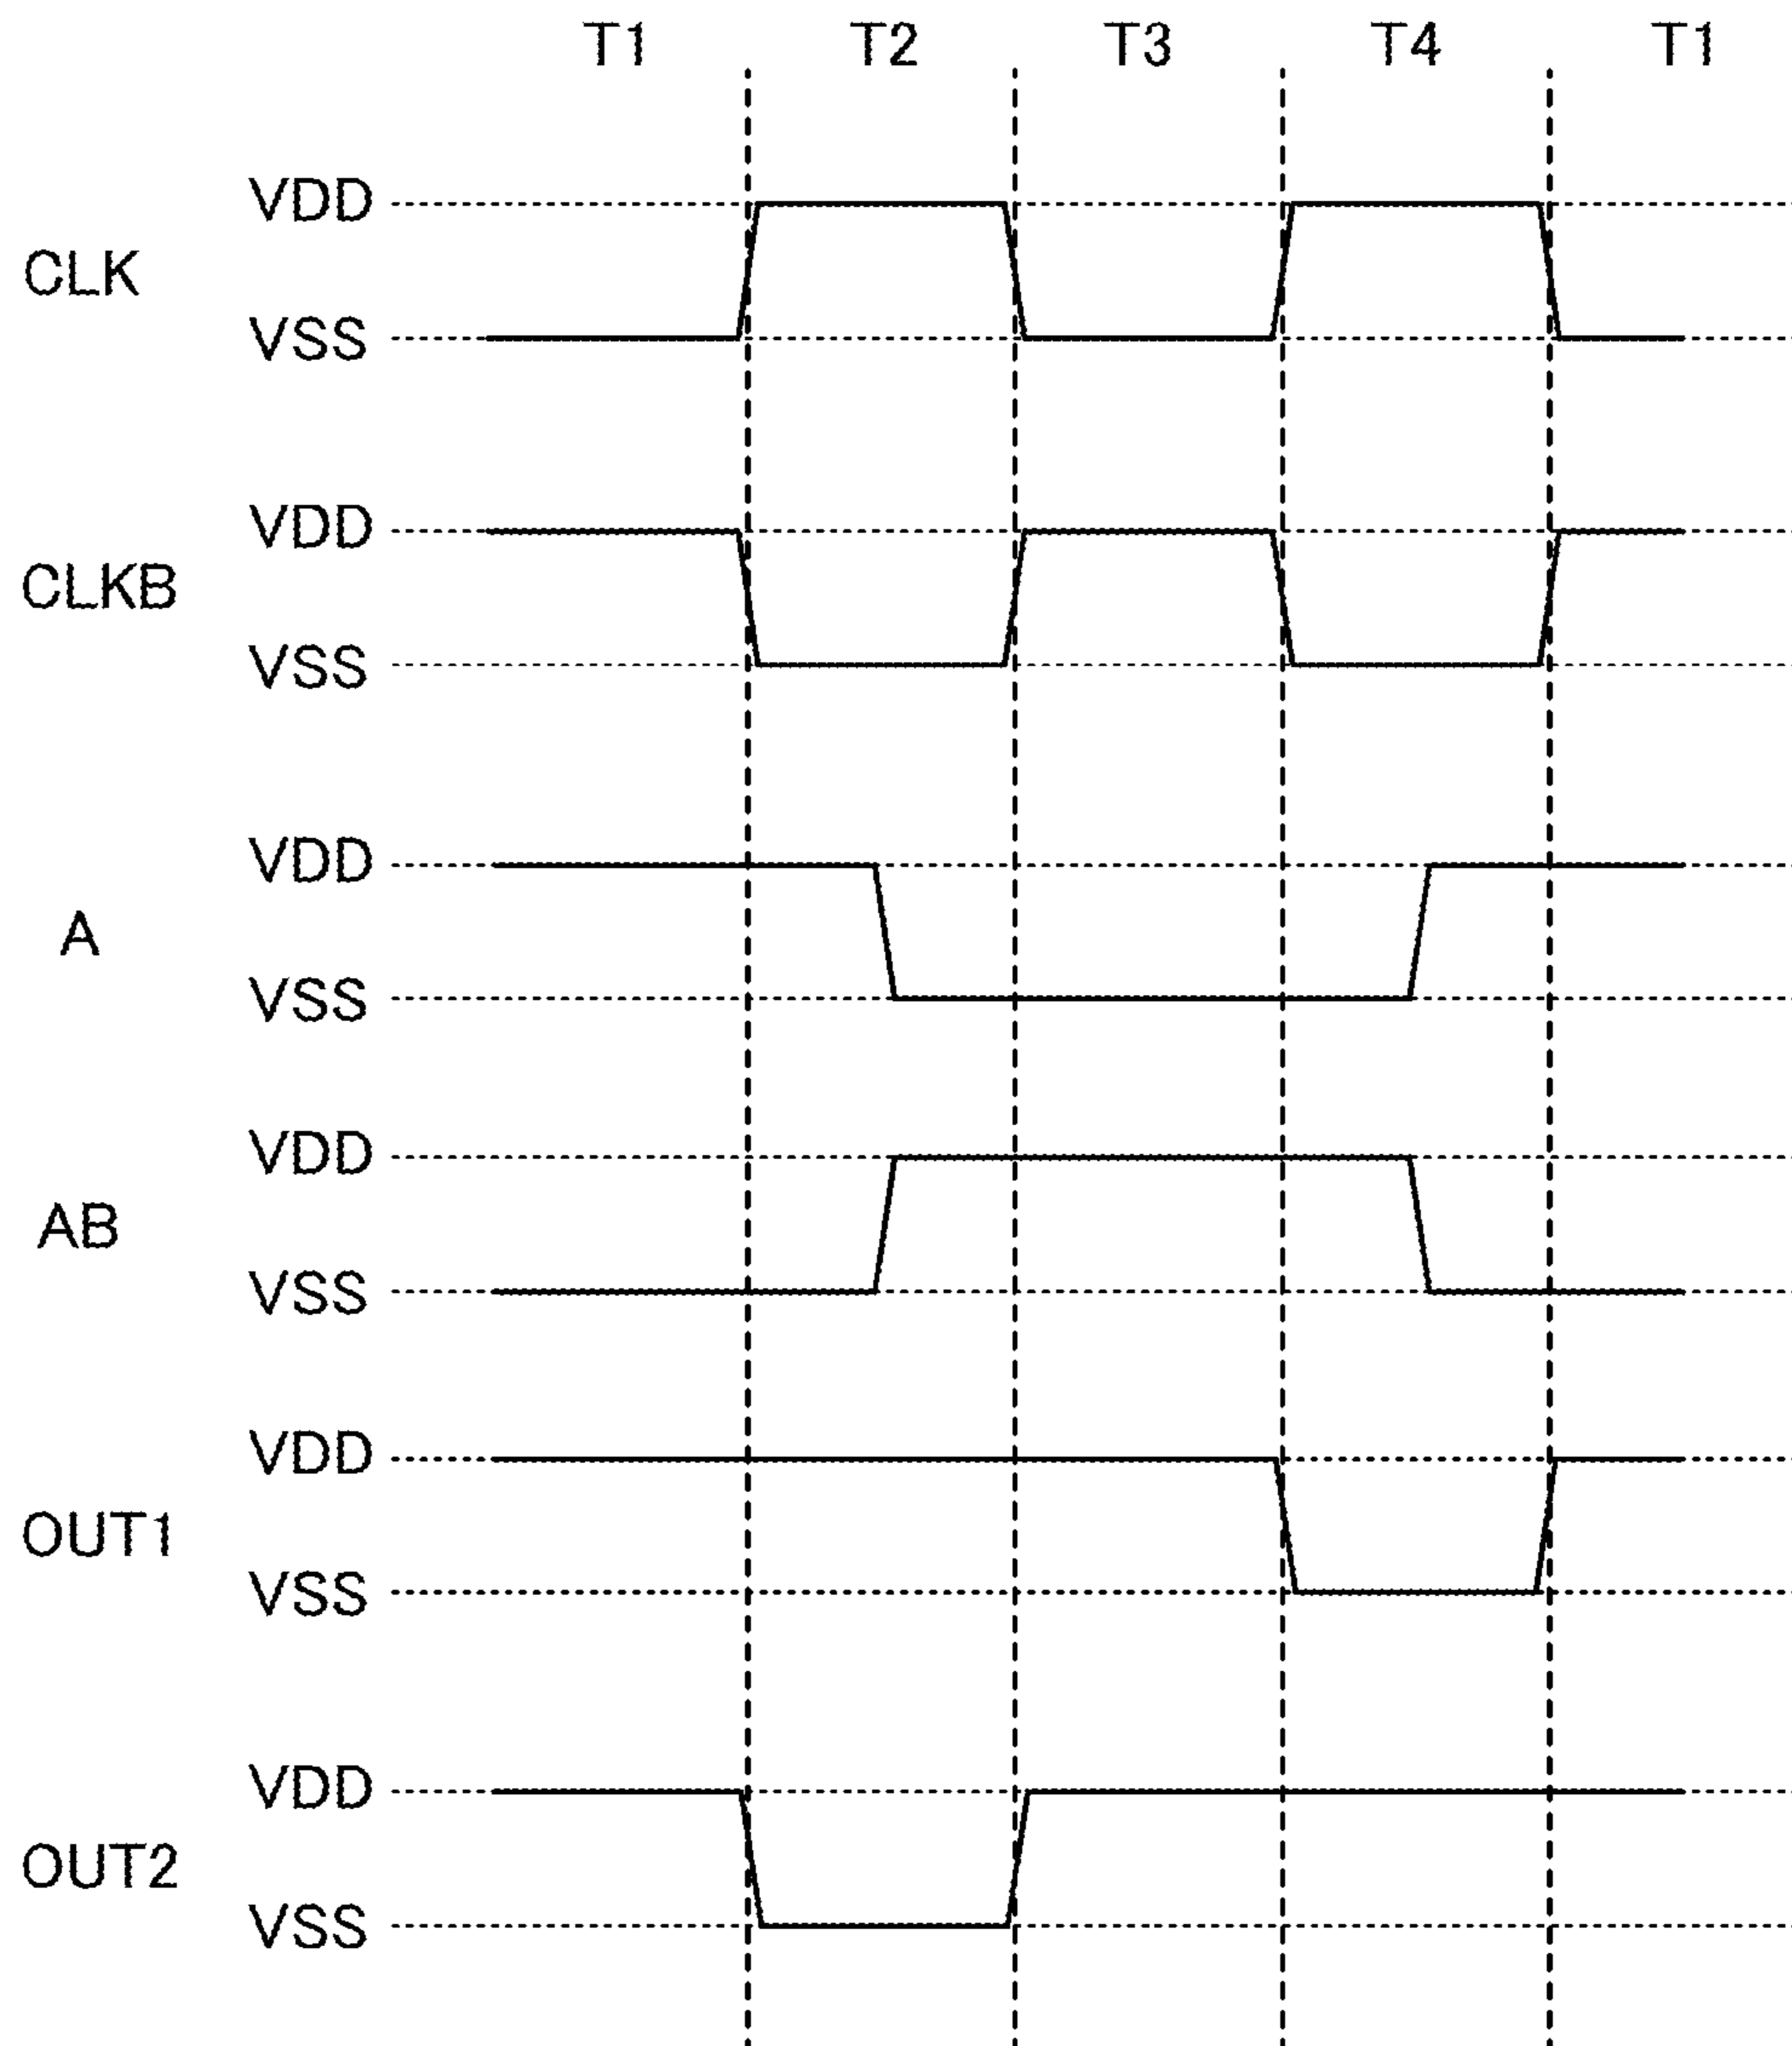 T1 T2 T3 T4 T1
VDD
CLK
VSS
VDD
CLKB
VSS
VDD
A
VSS
VDD
AB
VSS
VDD
OUT1
VSS
VDD
OUT2
VSS